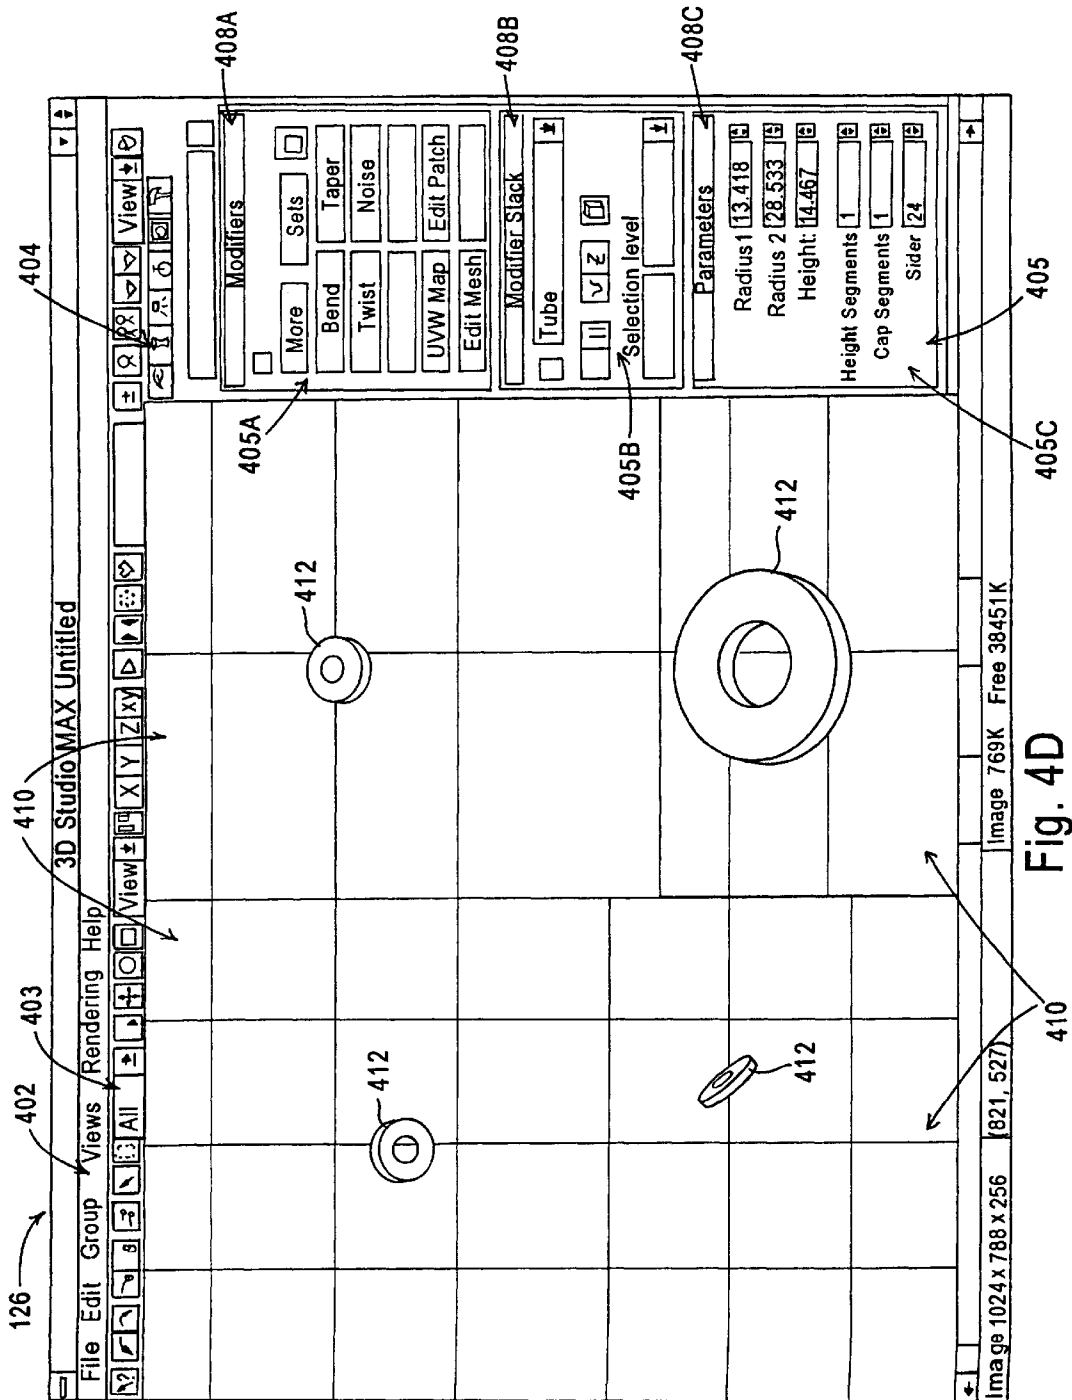 126
402
403
410
404
3D Studio MAX Untitled
File Edit Group Views Rendering Help
All
View
X Y Z xy
View
408A
Modifiers
More Sets
Bend Taper
Twist Noise
UVW Map Edit Patch
Edit Mesh
405A
408B
Modifier Stack
Tube
Selection level
405B
408C
Parameters
Radius 1 13.418
Radius 2 28.533
Height: 14.467
Height Segments 1
Cap Segments 1
Sider 24
405C
405
412
412
412
412
410
Image 1024 x 788 x 256 (821, 527) Image 769K Free 38451K
Fig. 4D